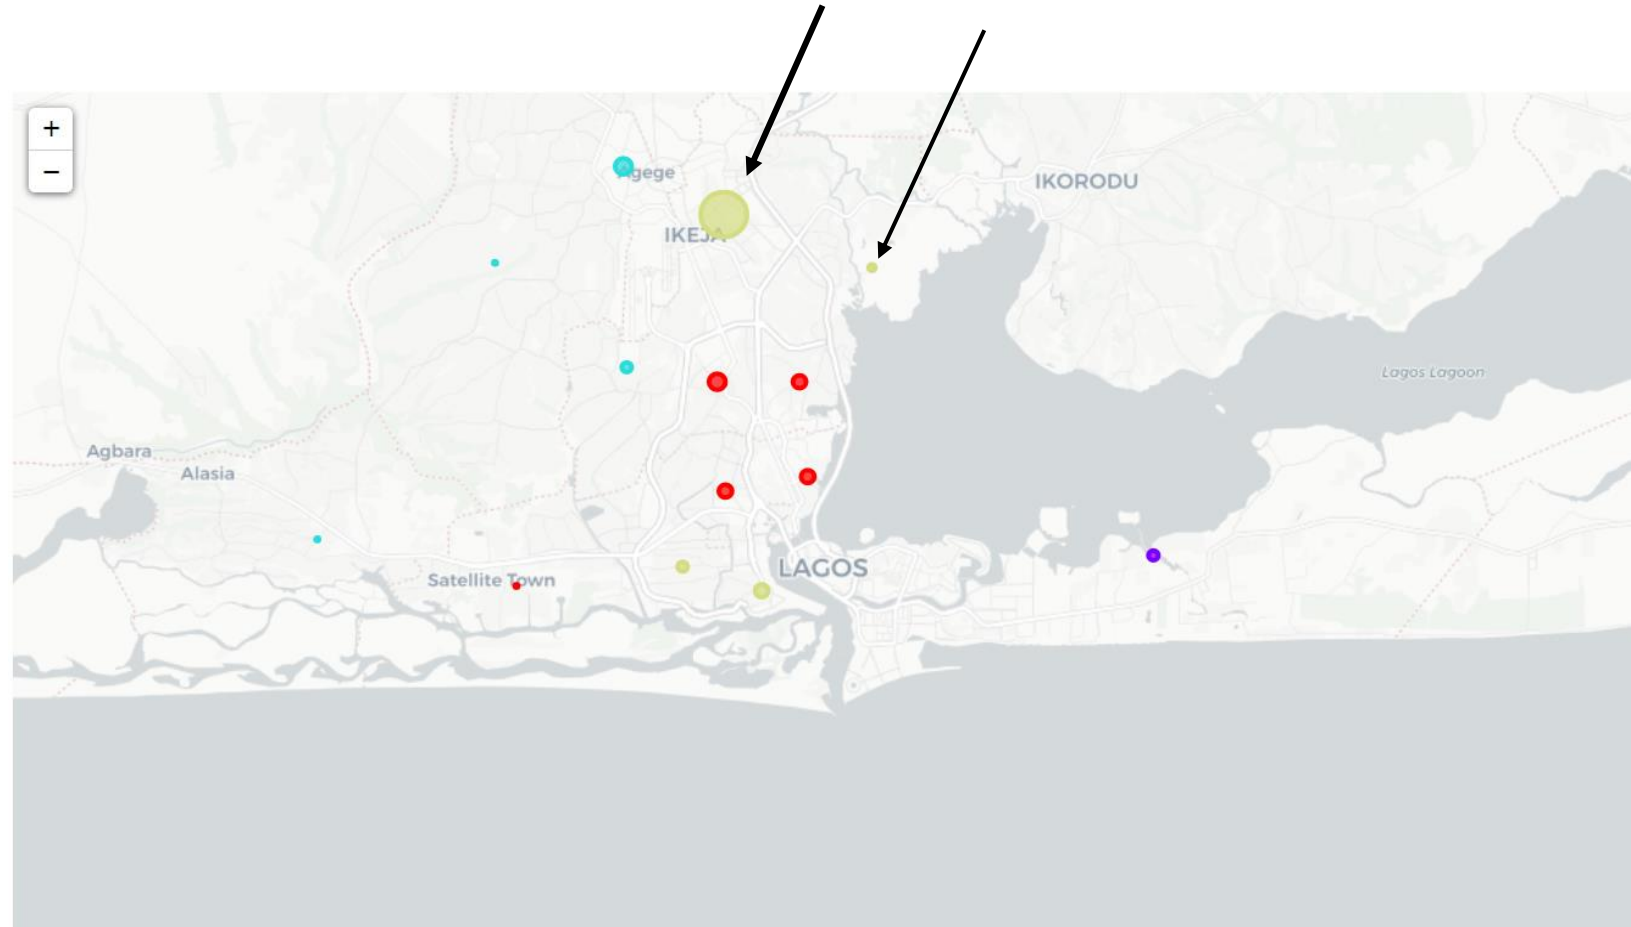 +
−
Agege
IKORODU
IKEJA
Lagos Lagoon
Agbara
Alasia
LAGOS
Satellite Town